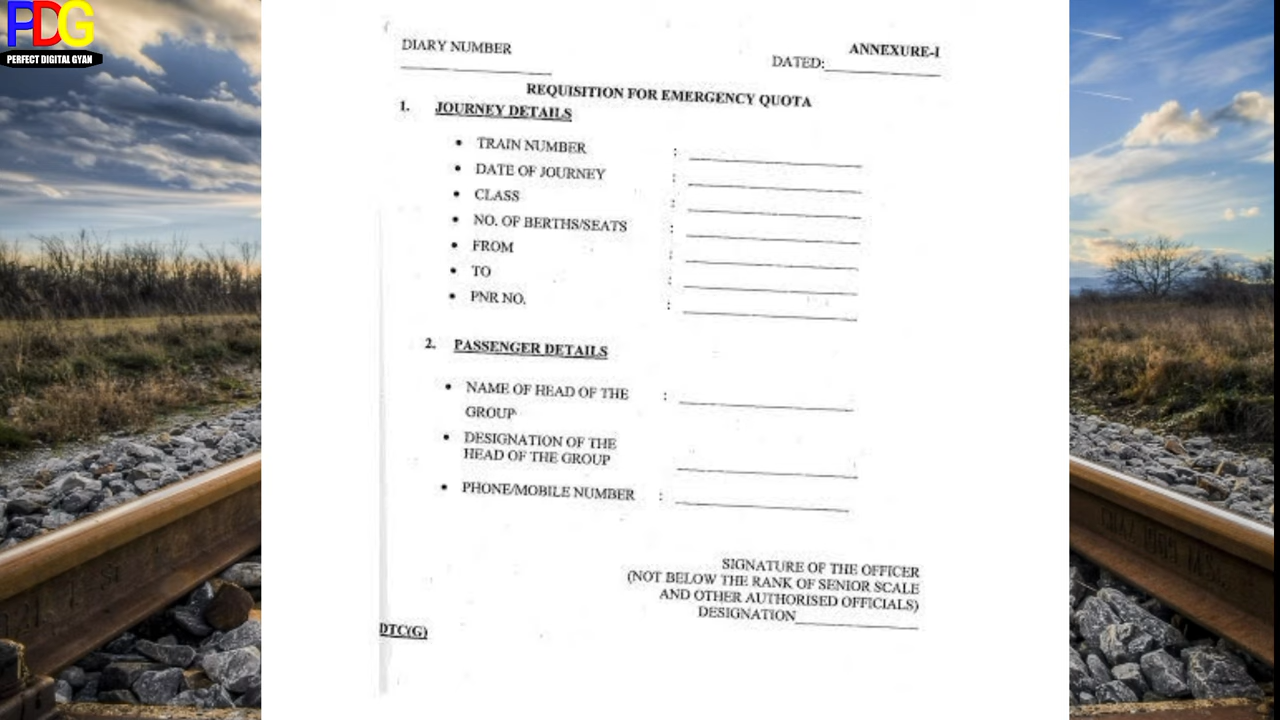 PDG
PERFECT DIGITAL GYAN
DIARY NUMBER
ANNEXURE-I
DATED:
REQUISITION FOR EMERGENCY QUOTA
1. JOURNEY DETAILS
• TRAIN NUMBER :
• DATE OF JOURNEY :
• CLASS :
• NO. OF BERTHS/SEATS :
• FROM :
• TO :
• PNR NO. :
2. PASSENGER DETAILS
• NAME OF HEAD OF THE :
GROUP
• DESIGNATION OF THE
HEAD OF THE GROUP
• PHONE/MOBILE NUMBER :
SIGNATURE OF THE OFFICER
(NOT BELOW THE RANK OF SENIOR SCALE
AND OTHER AUTHORISED OFFICIALS)
DESIGNATION
DTC(G)